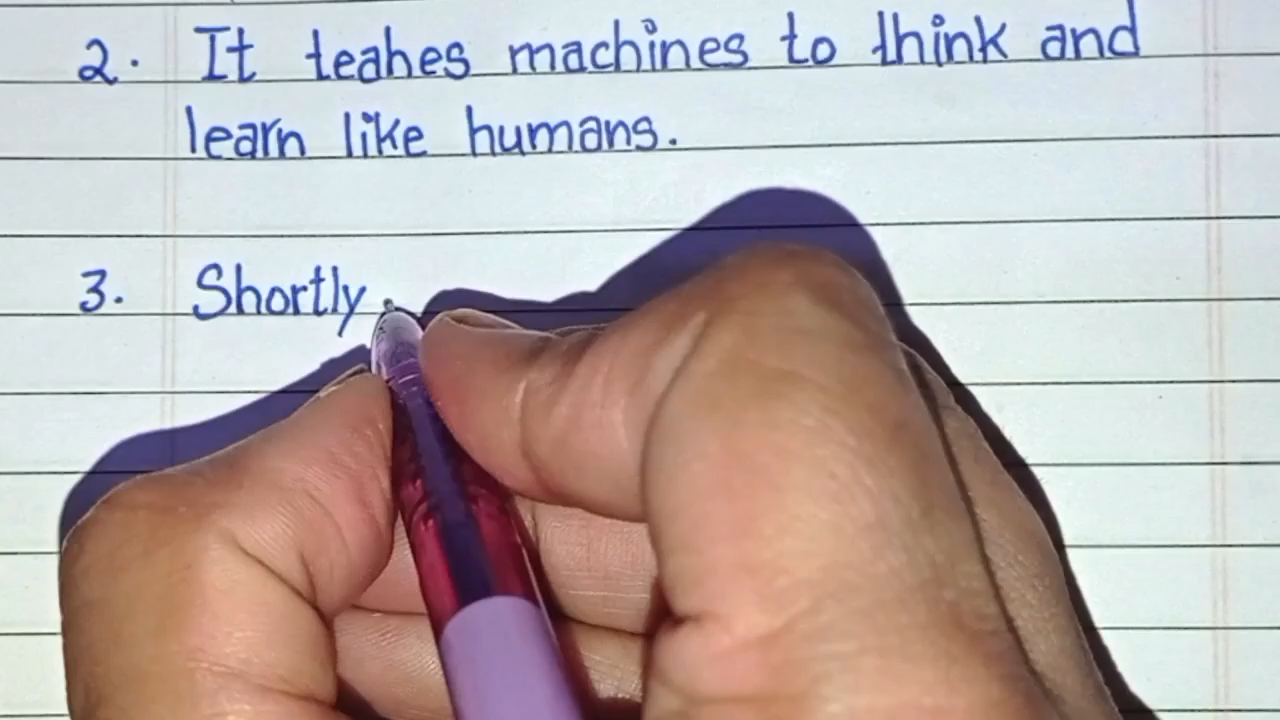 2. It teahes machines to think and
learn like humans.
3. Shortly